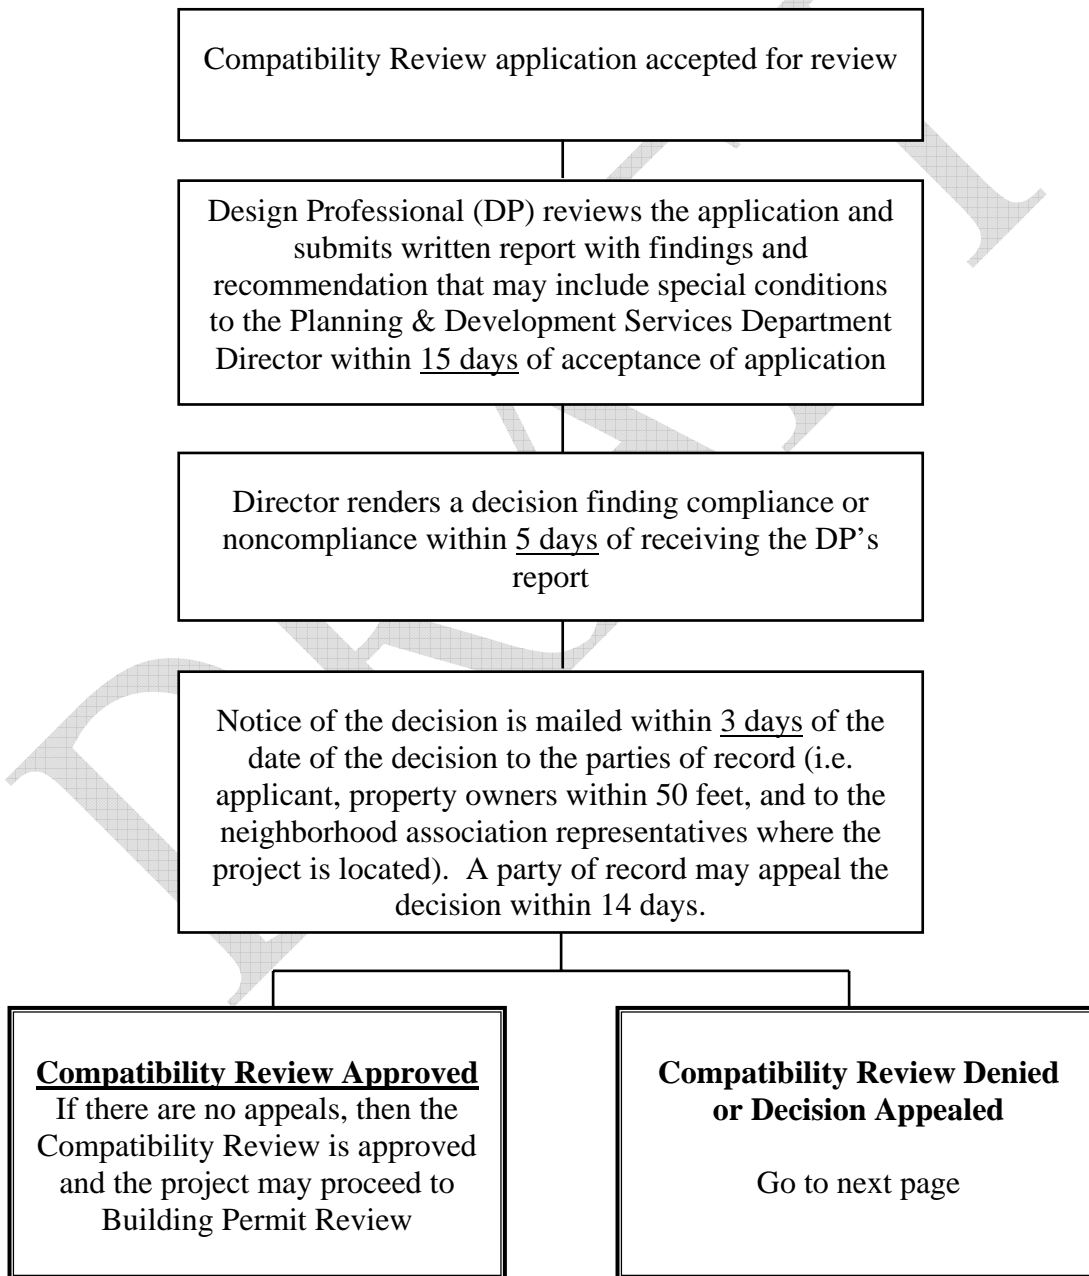 Compatibility Review application accepted for review
Design Professional (DP) reviews the application and
submits written report with findings and
recommendation that may include special conditions
to the Planning & Development Services Department
Director within 15 days of acceptance of application
Director renders a decision finding compliance or
noncompliance within 5 days of receiving the DP’s
report
Notice of the decision is mailed within 3 days of the
date of the decision to the parties of record (i.e.
applicant, property owners within 50 feet, and to the
neighborhood association representatives where the
project is located).  A party of record may appeal the
decision within 14 days.
Compatibility Review Approved
If there are no appeals, then the
Compatibility Review is approved
and the project may proceed to
Building Permit Review
Compatibility Review Denied
or Decision Appealed
Go to next page
DRAFT